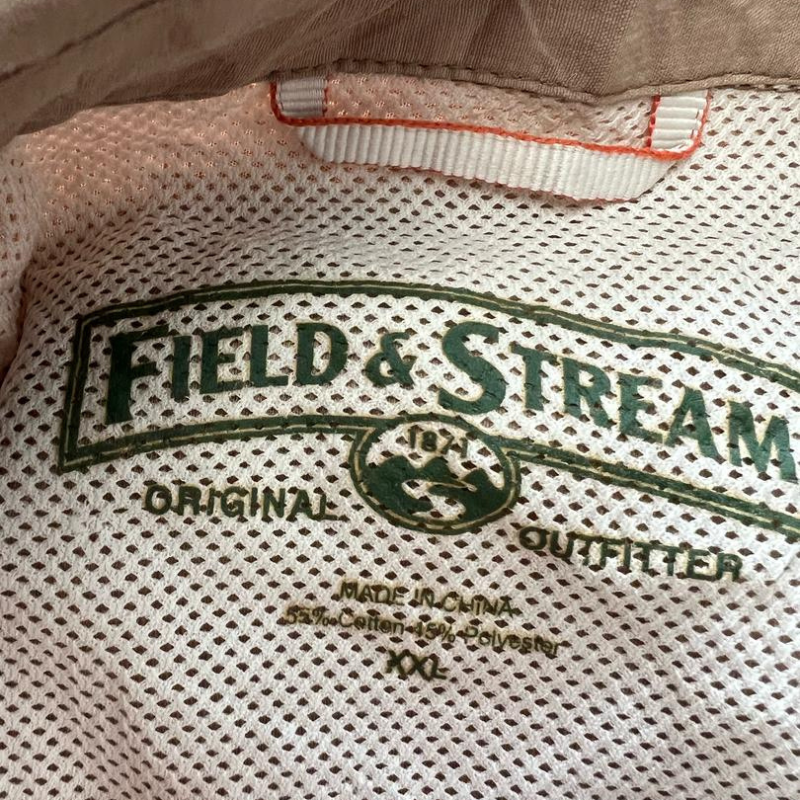 FIELD & STREAM
1871
ORIGINAL OUTFITTER
MADE IN CHINA
55% Cotton 45% Polyester
XXL